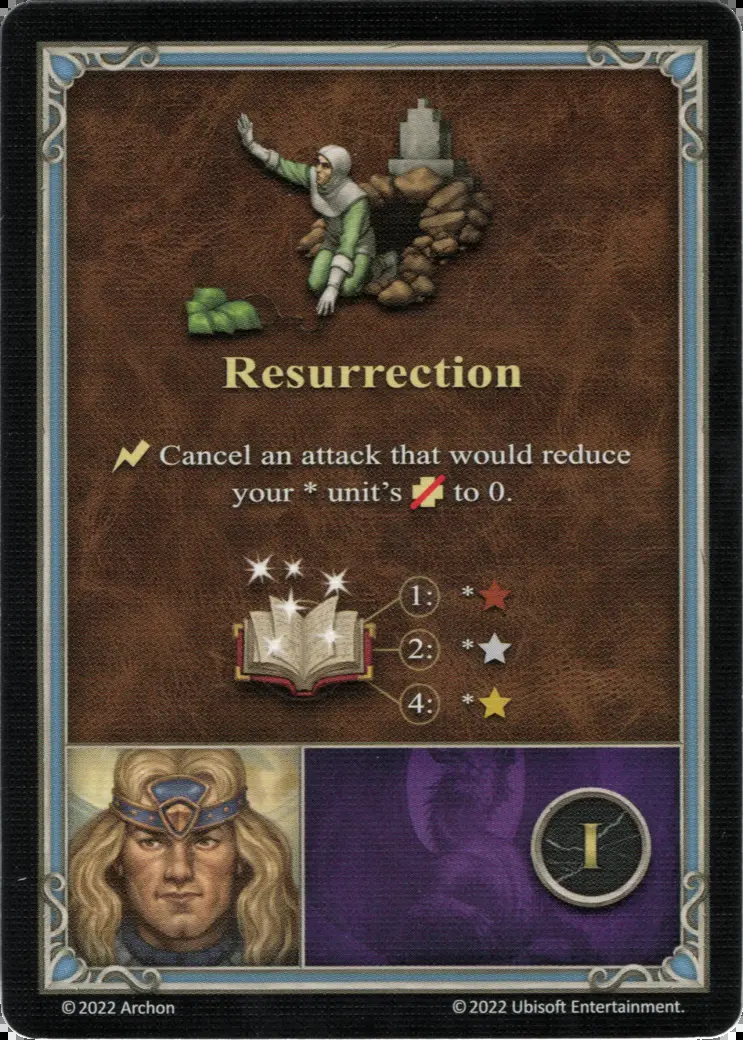 Resurrection
Cancel an attack that would reduce
your * unit's to 0.
1: *
2: *
4: *
I
© 2022 Archon
© 2022 Ubisoft Entertainment.